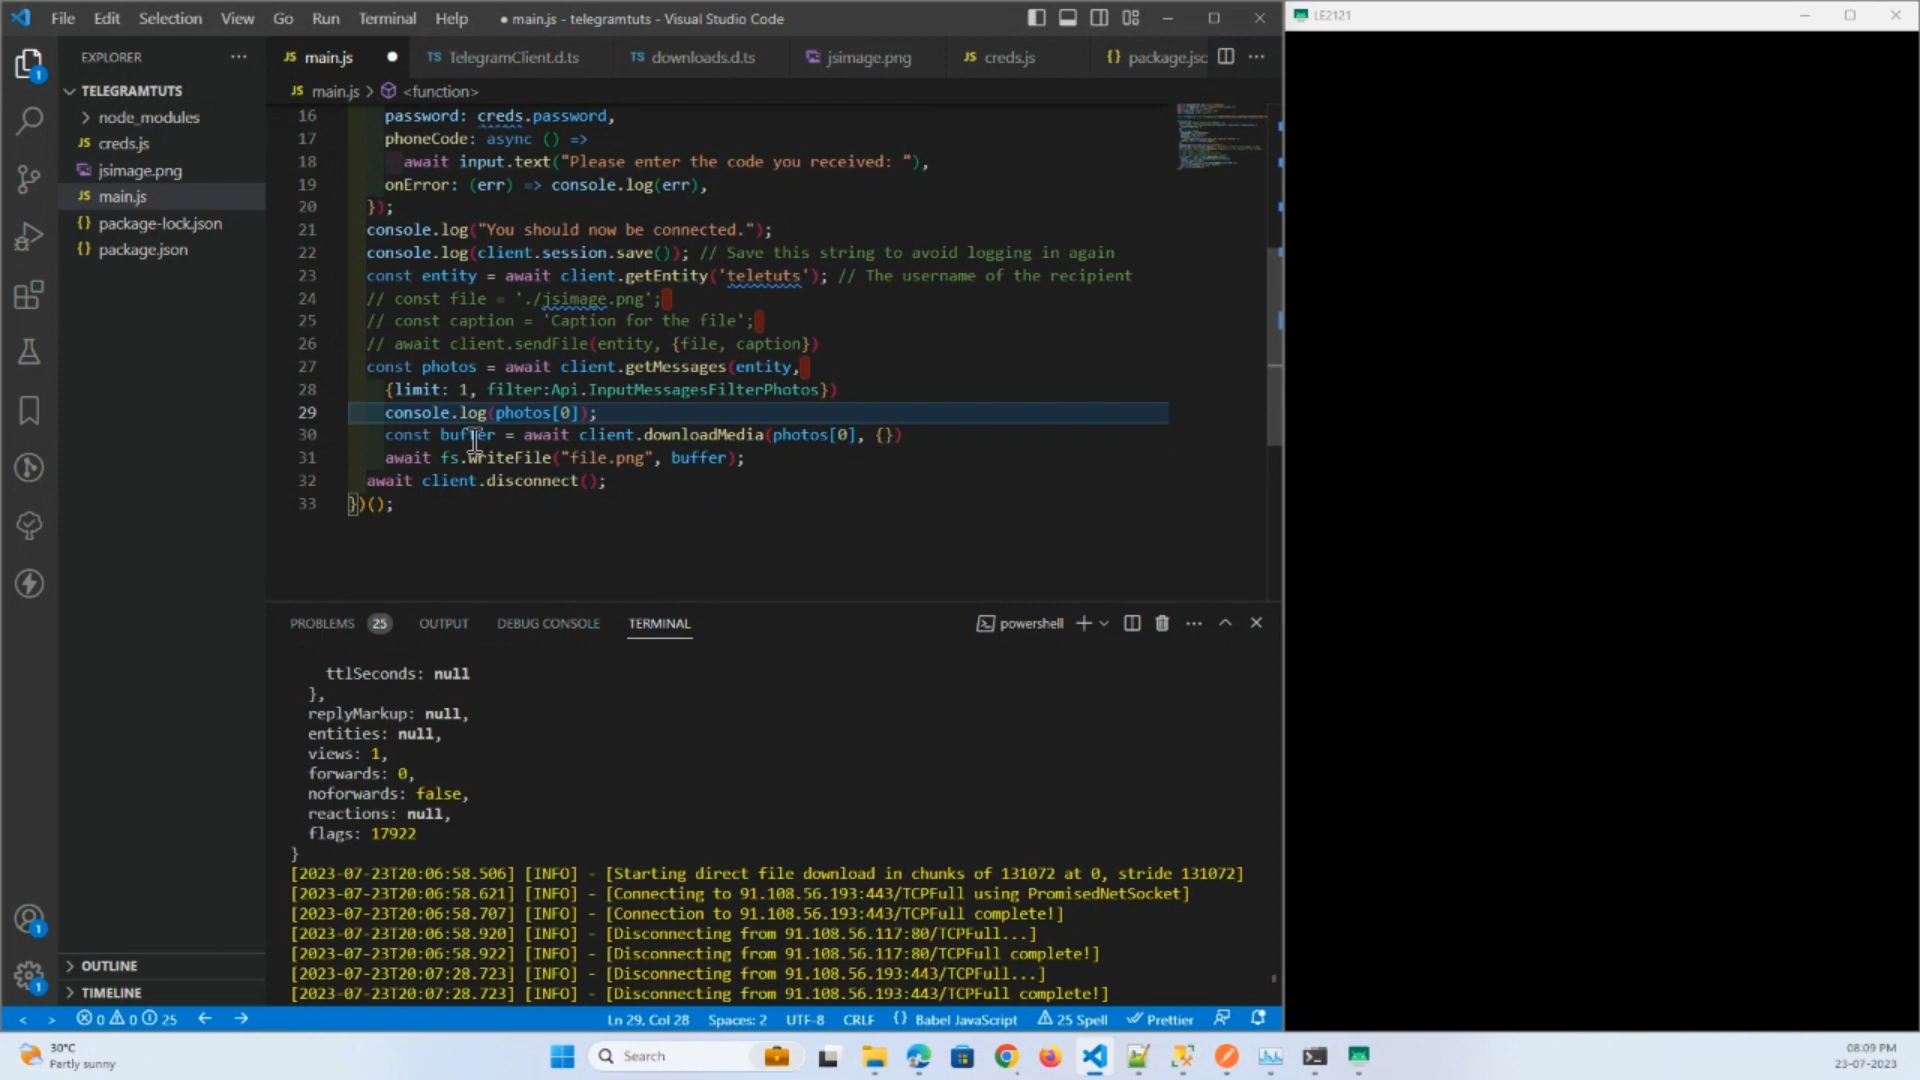 File Edit Selection View Go Run Terminal Help
● main.js - telegramtuts - Visual Studio Code
LE2121
EXPLORER
TELEGRAMTUTS
node_modules
JS creds.js
jsimage.png
JS main.js
{} package-lock.json
{} package.json
OUTLINE
TIMELINE
JS main.js
TS TelegramClient.d.ts
TS downloads.d.ts
jsimage.png
JS creds.js
{} package.jsc
JS main.js > <function>
16 password: creds.password,
17 phoneCode: async () =>
18 await input.text("Please enter the code you received: "),
19 onError: (err) => console.log(err),
20 });
21 console.log("You should now be connected.");
22 console.log(client.session.save()); // Save this string to avoid logging in again
23 const entity = await client.getEntity('teletuts'); // The username of the recipient
24 // const file = './jsimage.png';
25 // const caption = 'Caption for the file';
26 // await client.sendFile(entity, {file, caption})
27 const photos = await client.getMessages(entity,
28 {limit: 1, filter:Api.InputMessagesFilterPhotos})
29 console.log(photos[0]);
30 const buffer = await client.downloadMedia(photos[0], {})
31 await fs.writeFile("file.png", buffer);
32 await client.disconnect();
33 })();
PROBLEMS 25 OUTPUT DEBUG CONSOLE TERMINAL
powershell
ttlSeconds: null
},
replyMarkup: null,
entities: null,
views: 1,
forwards: 0,
noforwards: false,
reactions: null,
flags: 17922
}
[2023-07-23T20:06:58.506] [INFO] - [Starting direct file download in chunks of 131072 at 0, stride 131072]
[2023-07-23T20:06:58.621] [INFO] - [Connecting to 91.108.56.193:443/TCPFull using PromisedNetSocket]
[2023-07-23T20:06:58.707] [INFO] - [Connection to 91.108.56.193:443/TCPFull complete!]
[2023-07-23T20:06:58.920] [INFO] - [Disconnecting from 91.108.56.117:80/TCPFull...]
[2023-07-23T20:06:58.922] [INFO] - [Disconnecting from 91.108.56.117:80/TCPFull complete!]
[2023-07-23T20:07:28.723] [INFO] - [Disconnecting from 91.108.56.193:443/TCPFull...]
[2023-07-23T20:07:28.723] [INFO] - [Disconnecting from 91.108.56.193:443/TCPFull complete!]
0 0 25
Ln 29, Col 28 Spaces: 2 UTF-8 CRLF {} Babel JavaScript 25 Spell Prettier
30°C
Partly sunny
Search
08:09 PM
23-07-2023